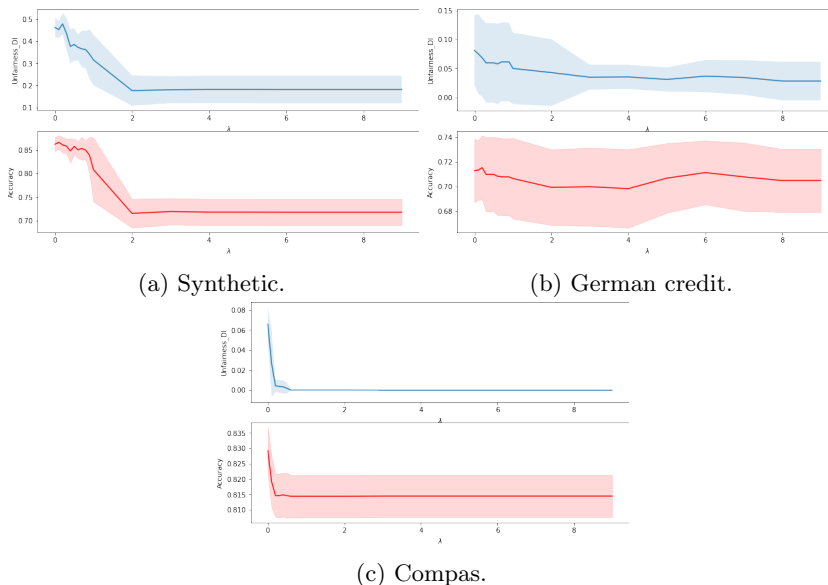 0.5
0.4
0.3
0.2
0.1
Unfairness_DI
0 2 4 6 8
λ
0.85
0.80
0.75
0.70
Accuracy
0 2 4 6 8
λ
(a) Synthetic.
0.15
0.10
0.05
0.00
Unfairness_DI
0 2 4 6 8
λ
0.74
0.72
0.70
0.68
Accuracy
0 2 4 6 8
λ
(b) German credit.
0.08
0.06
0.04
0.02
0.00
Unfairness_DI
0 2 4 6 8
λ
0.835
0.830
0.825
0.820
0.815
0.810
Accuracy
0 2 4 6 8
λ
(c) Compas.